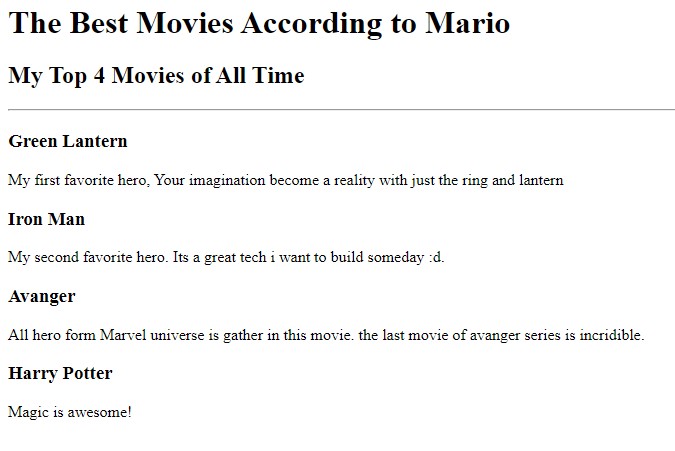 The Best Movies According to Mario
My Top 4 Movies of All Time
Green Lantern
My first favorite hero, Your imagination become a reality with just the ring and lantern
Iron Man
My second favorite hero. Its a great tech i want to build someday :d.
Avanger
All hero form Marvel universe is gather in this movie. the last movie of avanger series is incridible.
Harry Potter
Magic is awesome!